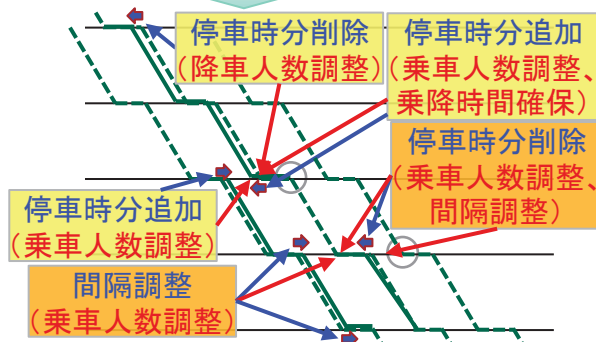 停車時分削除
(降車人数調整)
停車時分追加
(乗車人数調整、
乗降時間確保)
停車時分削除
(乗車人数調整、
間隔調整)
停車時分追加
(乗車人数調整)
間隔調整
(乗車人数調整)